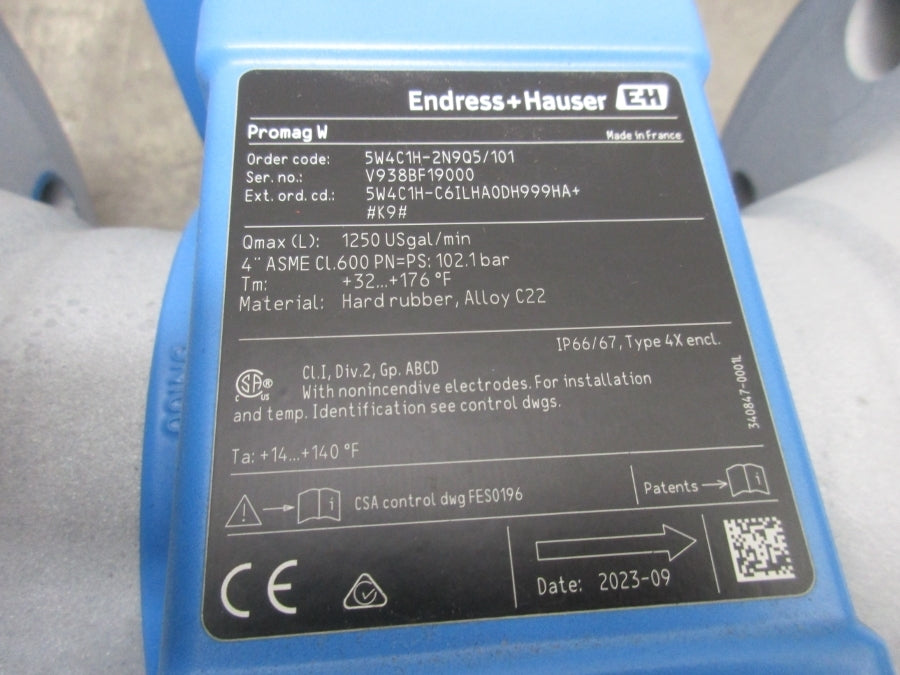 Endress+Hauser EH
Promag W
Made in France
Order code: 5W4C1H-2N9Q5/101
Ser. no.: V938BF19000
Ext. ord. cd.: 5W4C1H-C6ILHA0DH999HA+
#K9#
Qmax (L): 1250 USgal/min
4" ASME Cl.600 PN=PS: 102.1 bar
Tm: +32...+176 °F
Material: Hard rubber, Alloy C22
IP66/67, Type 4X encl.
Cl.I, Div.2, Gp. ABCD
With nonincendive electrodes. For installation
and temp. Identification see control dwgs.
340847-0001L
Ta: +14...+140 °F
CSA control dwg FES0196
Patents
CE
Date: 2023-09